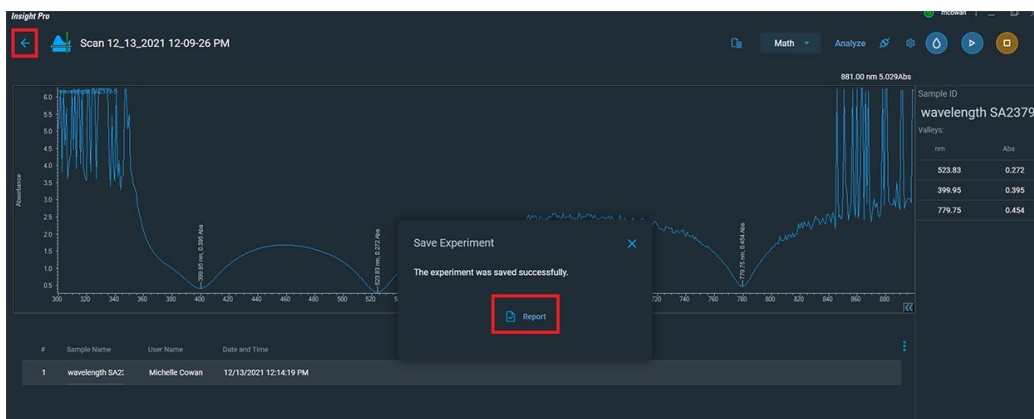 Insight Pro
mcowan
Scan 12_13_2021 12-09-26 PM
Math
Analyze
881.00 nm 5.029Abs
Sample ID
wavelength SA2379
Valleys:
nm Abs
523.83 0.272
399.95 0.395
779.75 0.454
Absorbance
6.0
5.5
5.0
4.5
4.0
3.5
3.0
2.5
2.0
1.5
1.0
0.5
399.95 nm, 0.395 Abs
523.83 nm, 0.272 Abs
779.75 nm, 0.454 Abs
300 320 340 360 380 400 420 440 460 480 500 520 5 720 740 760 780 800 820 840 860 880
Save Experiment
The experiment was saved successfully.
Report
# Sample Name User Name Date and Time
1 wavelength SA2: Michelle Cowan 12/13/2021 12:14:19 PM